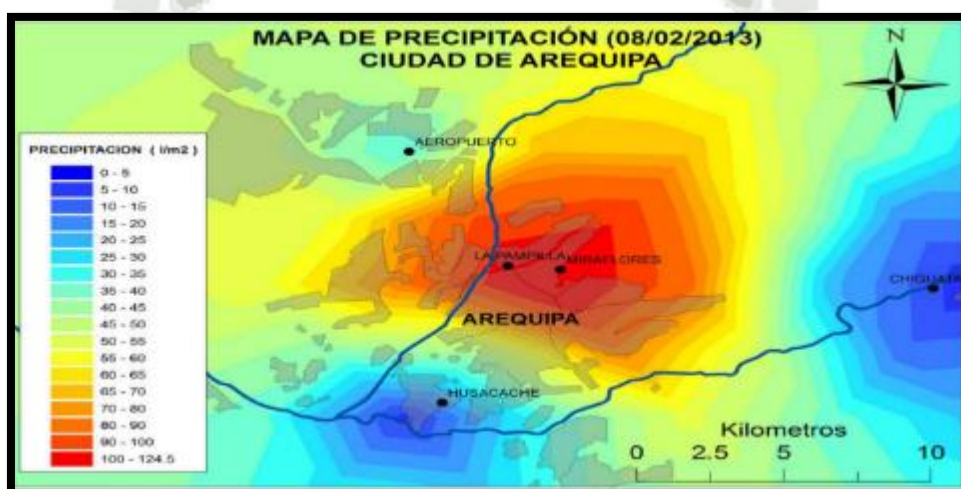 MAPA DE PRECIPITACIÓN (08/02/2013)
CIUDAD DE AREQUIPA
N
PRECIPITACION ( l/m2 )
0 - 5
5 - 10
10 - 15
15 - 20
20 - 25
25 - 30
30 - 35
35 - 40
40 - 45
45 - 50
50 - 55
55 - 60
60 - 65
65 - 70
70 - 80
80 - 90
90 - 100
100 - 124.5
AEROPUERTO
LA PAMPILLA
MIRAFLORES
CHIGUATA
AREQUIPA
HUSACACHE
Kilometros
0 2.5 5 10